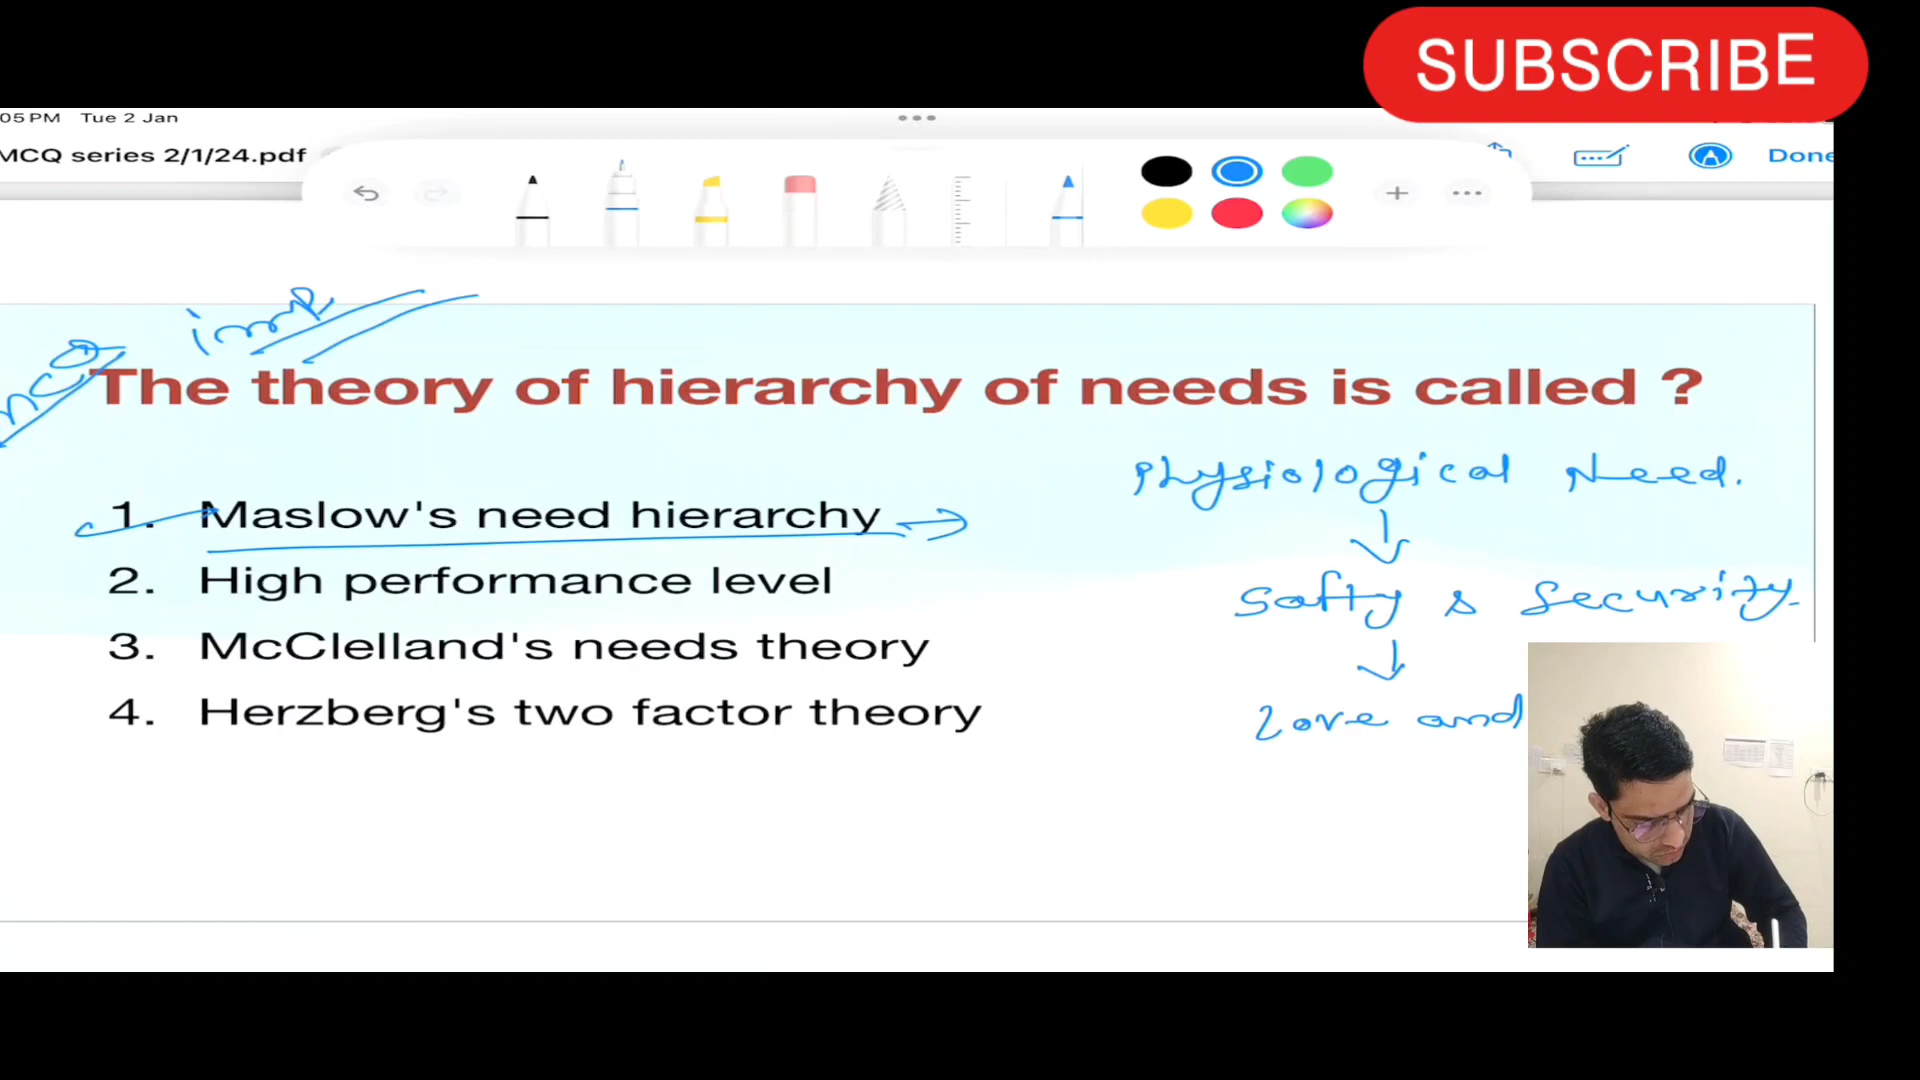 SUBSCRIBE
05 PM Tue 2 Jan
MCQ series 2/1/24.pdf
Done
imp
The theory of hierarchy of needs is called ?
1. Maslow's need hierarchy
2. High performance level
3. McClelland's needs theory
4. Herzberg's two factor theory
Physiological Need.
Safty & Security.
Love and